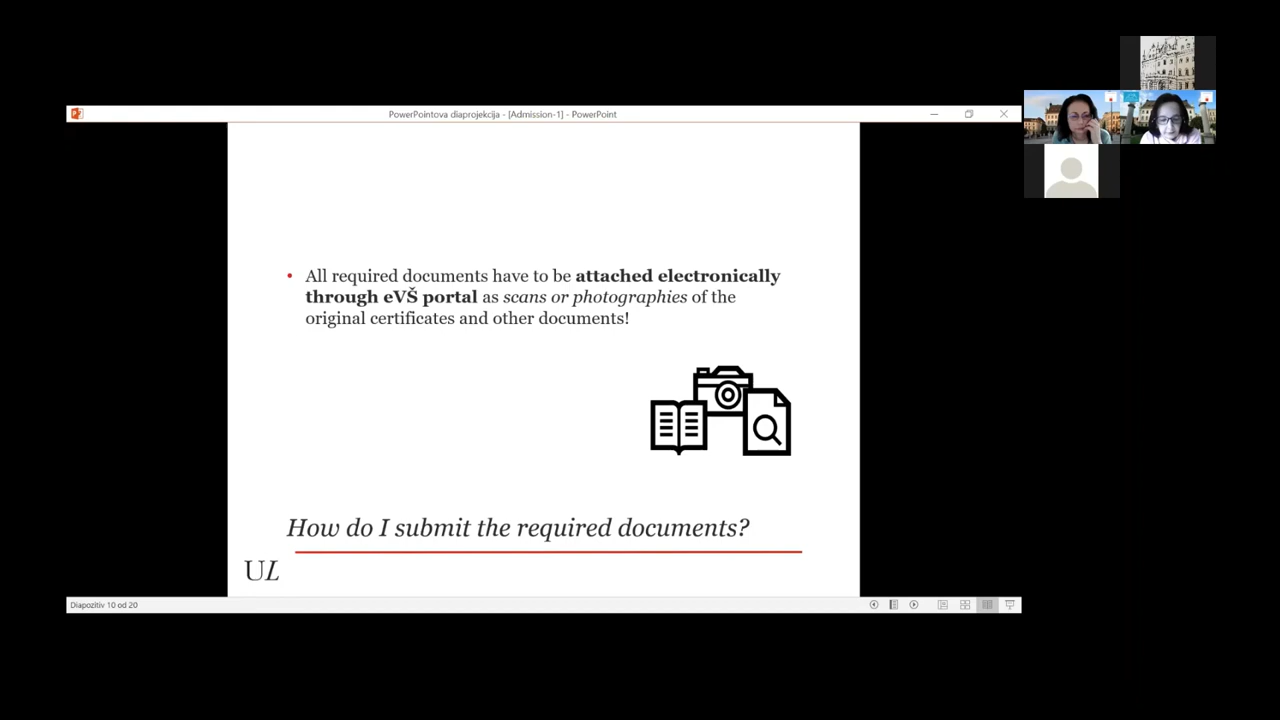 PowerPointova diaprojekcija - [Admission-1] - PowerPoint
• All required documents have to be attached electronically
through eVŠ portal as scans or photographies of the
original certificates and other documents!
How do I submit the required documents?
UL
Diapozitiv 10 od 20